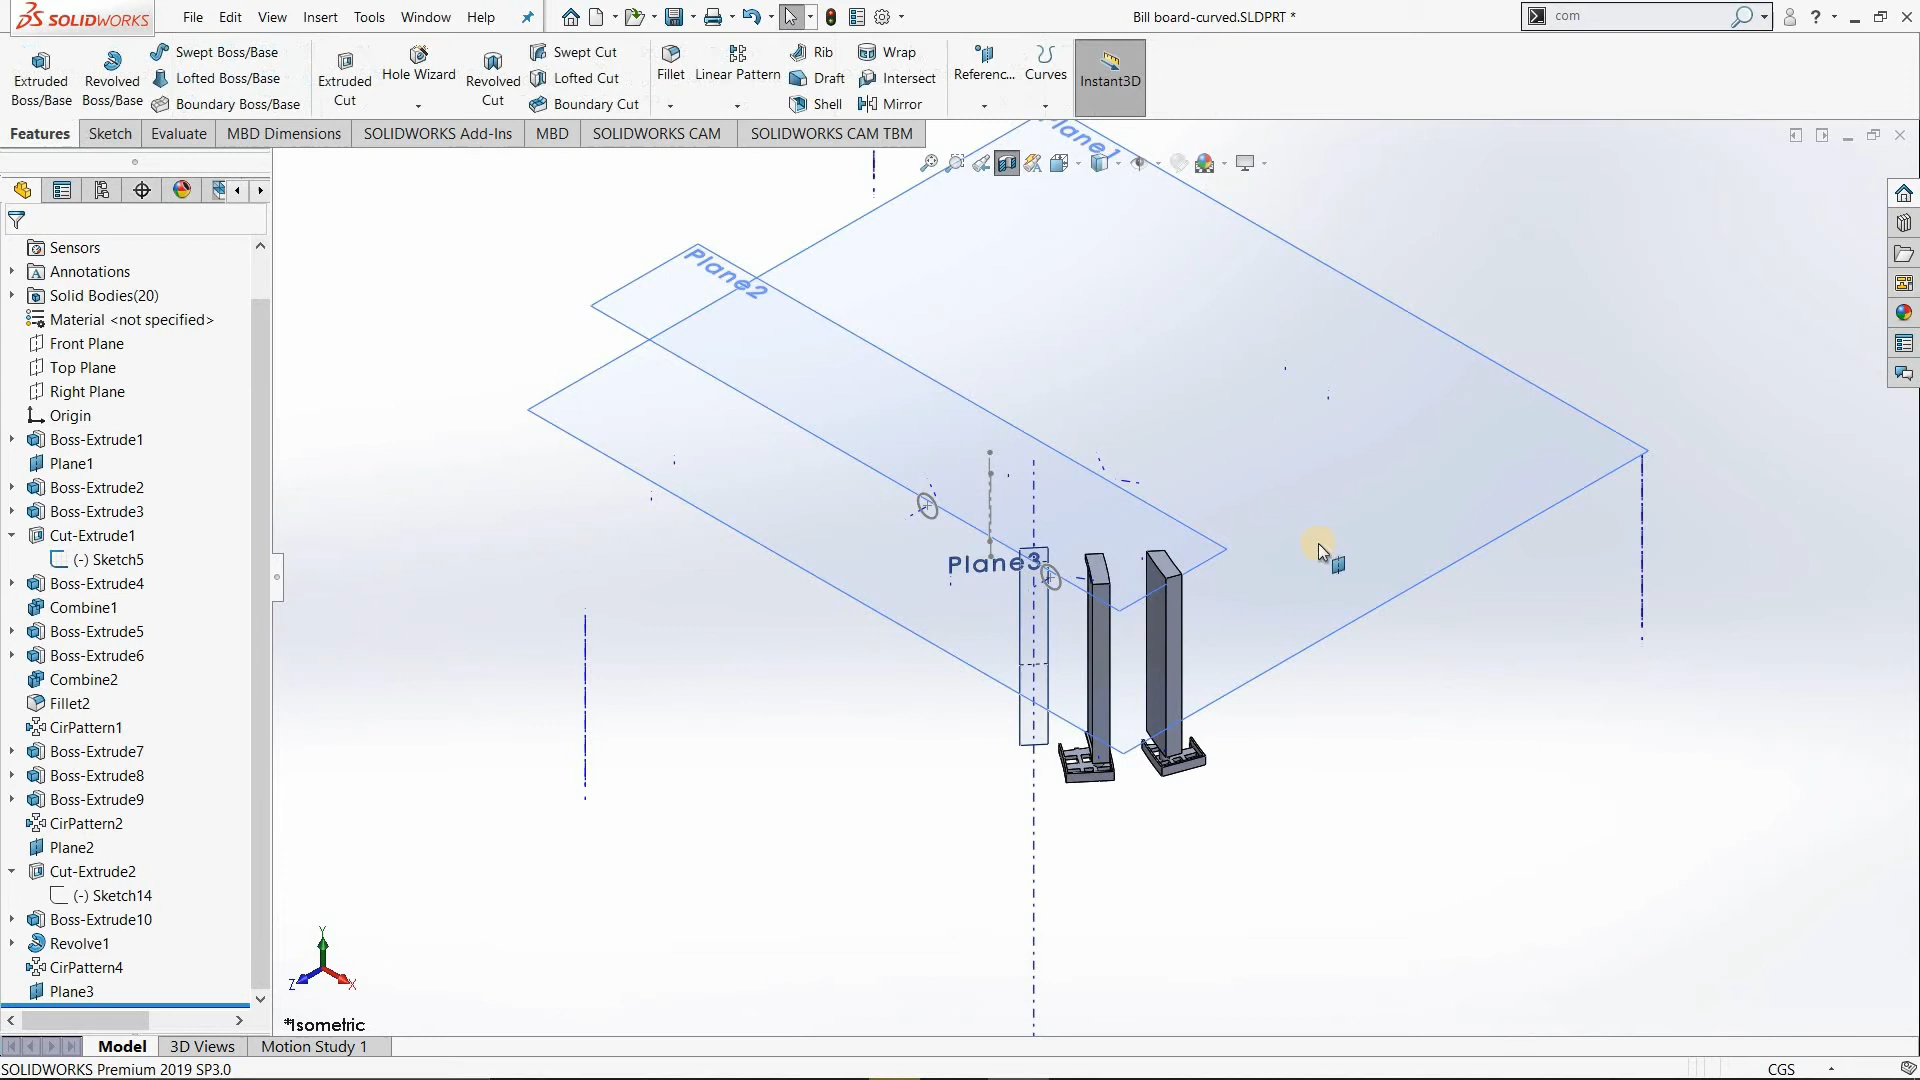 SOLIDWORKS
File Edit View Insert Tools Window Help
Bill board-curved.SLDPRT *
com
Extruded Boss/Base
Revolved Boss/Base
Swept Boss/Base
Lofted Boss/Base
Boundary Boss/Base
Extruded Cut
Hole Wizard
Revolved Cut
Swept Cut
Lofted Cut
Boundary Cut
Fillet
Linear Pattern
Rib
Draft
Shell
Wrap
Intersect
Mirror
Referenc...
Curves
Instant3D
Features Sketch Evaluate MBD Dimensions SOLIDWORKS Add-Ins MBD SOLIDWORKS CAM SOLIDWORKS CAM TBM
Sensors
Annotations
Solid Bodies(20)
Material <not specified>
Front Plane
Top Plane
Right Plane
Origin
Boss-Extrude1
Plane1
Boss-Extrude2
Boss-Extrude3
Cut-Extrude1
(-) Sketch5
Boss-Extrude4
Combine1
Boss-Extrude5
Boss-Extrude6
Combine2
Fillet2
CirPattern1
Boss-Extrude7
Boss-Extrude8
Boss-Extrude9
CirPattern2
Plane2
Cut-Extrude2
(-) Sketch14
Boss-Extrude10
Revolve1
CirPattern4
Plane3
Plane1
Plane2
Plane3
Y
Z
X
*Isometric
Model 3D Views Motion Study 1
SOLIDWORKS Premium 2019 SP3.0
CGS